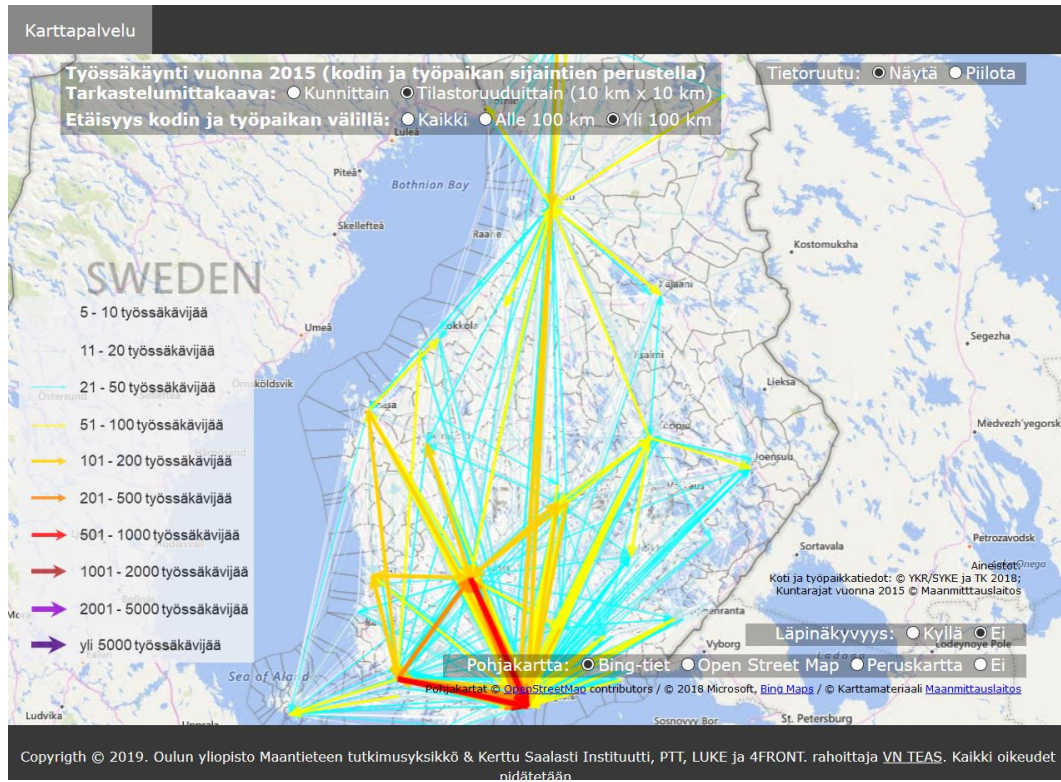 Karttapalvelu
Työssäkäynti vuonna 2015 (kodin ja työpaikan sijaintien perustella)
Tarkastelumittakaava: Kunnittain Tilastoruuduittain (10 km x 10 km)
Etäisyys kodin ja työpaikan välillä: Kaikki Alle 100 km Yli 100 km
Tietoruutu: Näytä Piilota
Luleå
Piteå
Bothnian Bay
Skellefteå
Raahe
Kostomuksha
SWEDEN
Kajaani
5 - 10 työssäkävijää
Umeå
Segezha
11 - 20 työssäkävijää
Lieksa
21 - 50 työssäkävijää
Örnsköldsvik
Östersund
51 - 100 työssäkävijää
Medvezh'yegorsk
101 - 200 työssäkävijää
Joensuu
201 - 500 työssäkävijää
501 - 1000 työssäkävijää
Petrozavodsk
Sortavala
1001 - 2000 työssäkävijää
Aineistot:
Koti ja työpaikkatiedot: © YKR/SYKE ja TK 2018;
Kuntarajat vuonna 2015 © Maanmittauslaitos
2001 - 5000 työssäkävijää
Läpinäkyvyys: Kyllä Ei
yli 5000 työssäkävijää
Vyborg
Lodeynoye Pole
Ladoga
Pohjakartta: Bing-tiet Open Street Map Peruskartta Ei
Sea of Aland
Pohjakartat © OpenStreetMap contributors / © 2018 Microsoft, Bing Maps / © Karttamateriaali Maanmittauslaitos
Ludvika
Uppsala
Sosnovyy Bor
St. Petersburg
Copyrigth © 2019. Oulun yliopisto Maantieteen tutkimusyksikkö & Kerttu Saalasti Instituutti, PTT, LUKE ja 4FRONT. rahoittaja VN TEAS. Kaikki oikeudet
pidätetään